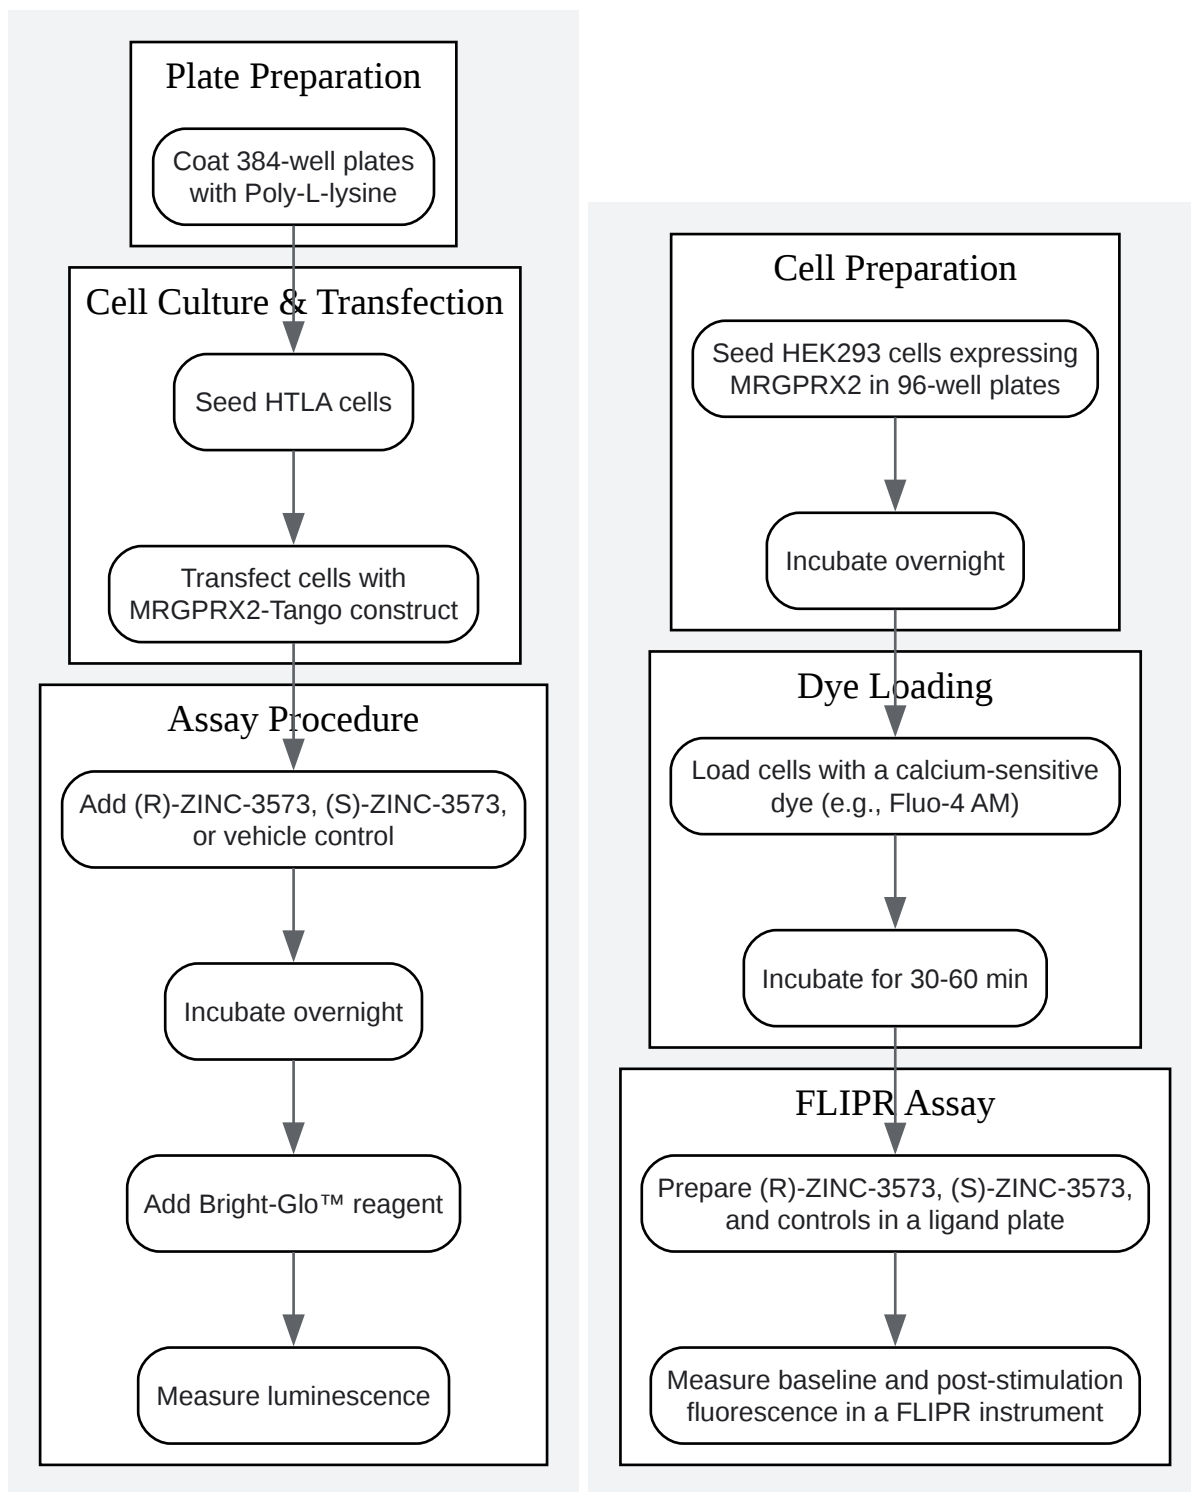 Plate Preparation
Coat 384-well plates
with Poly-L-lysine
Cell Culture & Transfection
Seed HTLA cells
Transfect cells with
MRGPRX2-Tango construct
Assay Procedure
Add (R)-ZINC-3573, (S)-ZINC-3573,
or vehicle control
Incubate overnight
Add Bright-Glo™ reagent
Measure luminescence
Cell Preparation
Seed HEK293 cells expressing
MRGPRX2 in 96-well plates
Incubate overnight
Dye Loading
Load cells with a calcium-sensitive
dye (e.g., Fluo-4 AM)
Incubate for 30-60 min
FLIPR Assay
Prepare (R)-ZINC-3573, (S)-ZINC-3573,
and controls in a ligand plate
Measure baseline and post-stimulation
fluorescence in a FLIPR instrument